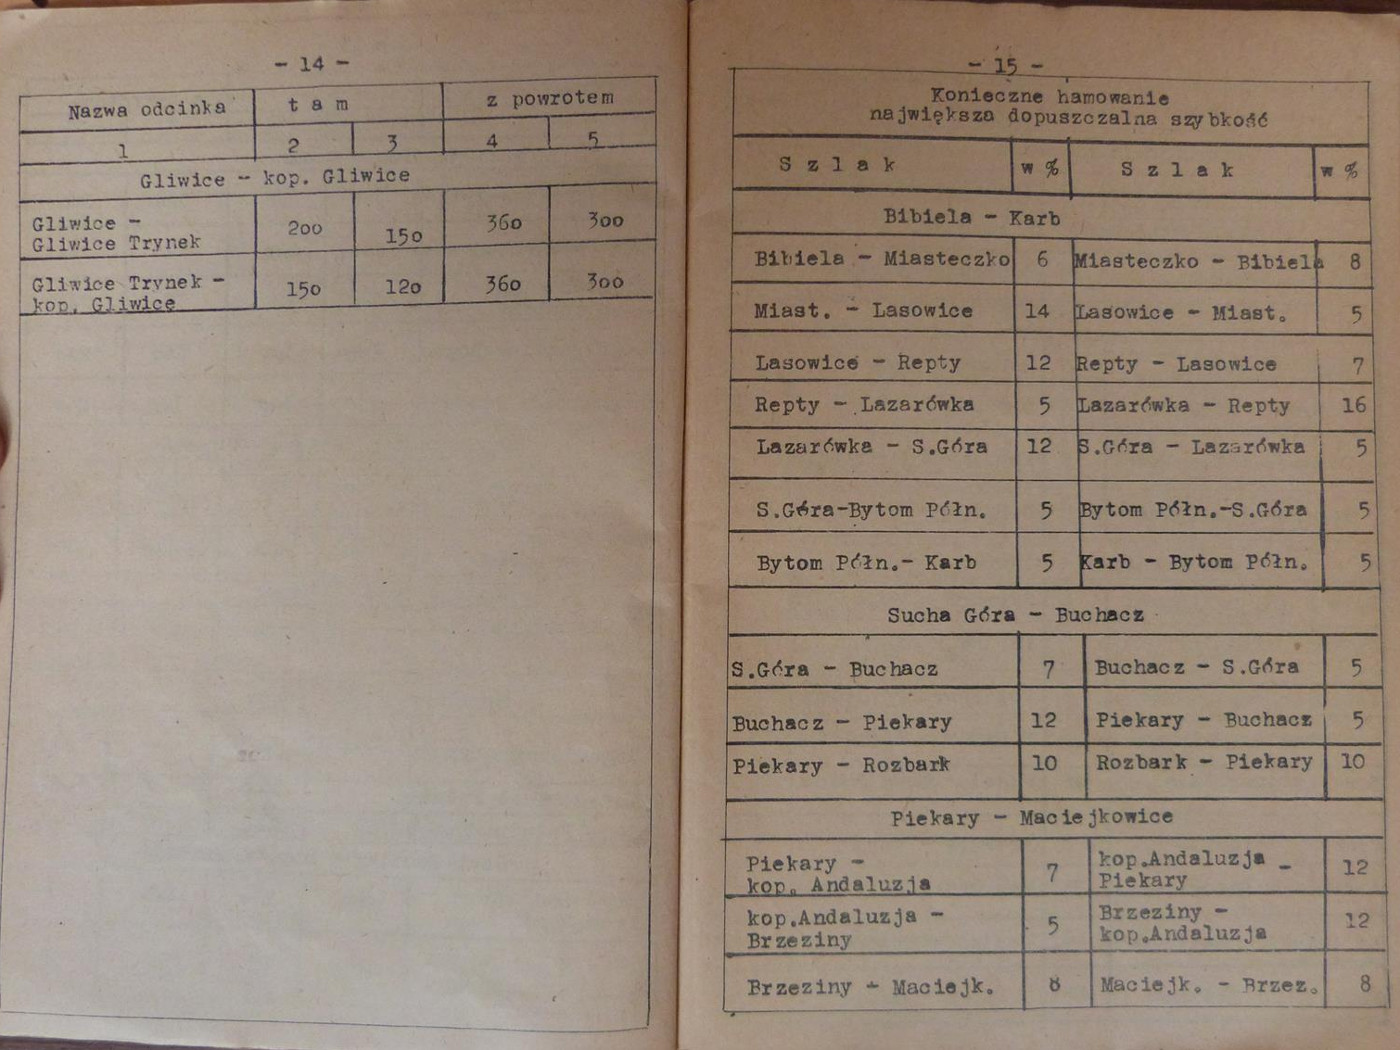 - 14 -
Nazwa odcinka t a m z powrotem
1 2 3 4 5
Gliwice - kop. Gliwice
Gliwice -
Gliwice Trynek 200 150 360 300
Gliwice Trynek -
kop. Gliwice 150 120 360 300
- 15 -
Konieczne hamowanie
największa dopuszczalna szybkość
S z l a k w % S z l a k w %
Bibiela - Karb
Bibiela - Miasteczko 6 Miasteczko - Bibiela 8
Miast. - Lasowice 14 Lasowice - Miast. 5
Lasowice - Repty 12 Repty - Lasowice 7
Repty - Lazarówka 5 Lazarówka - Repty 16
Lazarówka - S.Góra 12 S.Góra - Lazarówka 5
S.Góra-Bytom Półn. 5 Bytom Półn.-S.Góra 5
Bytom Półn.- Karb 5 Karb - Bytom Półn. 5
Sucha Góra - Buchacz
S.Góra - Buchacz 7 Buchacz - S.Góra 5
Buchacz - Piekary 12 Piekary - Buchacz 5
Piekary - Rozbark 10 Rozbark - Piekary 10
Piekary - Maciejkowice
Piekary -
kop. Andaluzja 7 kop.Andaluzja -
Piekary 12
kop.Andaluzja -
Brzeziny 5 Brzeziny -
kop.Andaluzja 12
Brzeziny - Maciejk. 8 Maciejk. - Brzez. 8